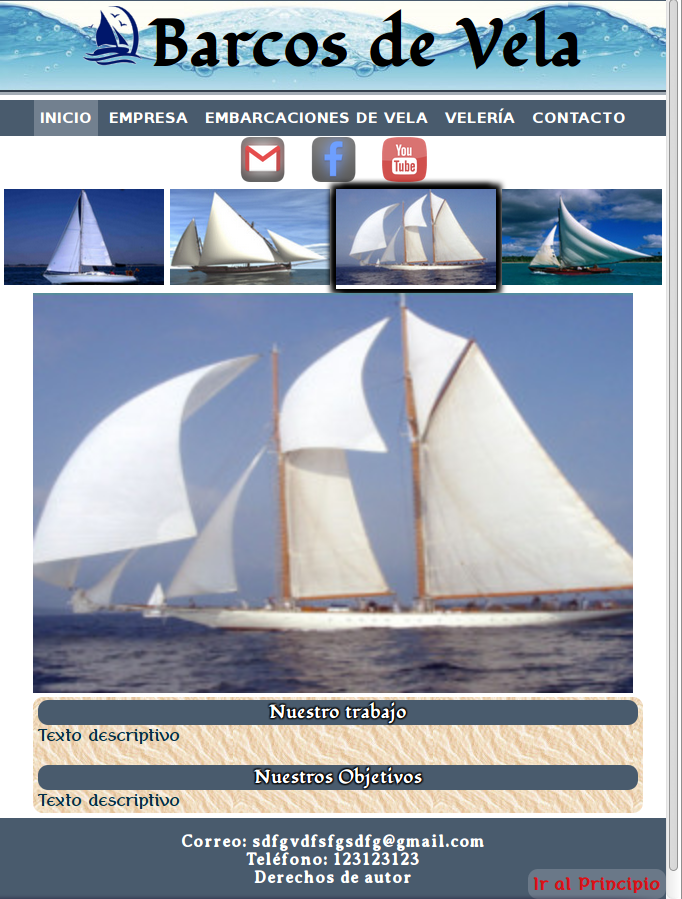 Barcos de Vela
INICIO EMPRESA EMBARCACIONES DE VELA VELERÍA CONTACTO
You
Tube
Nuestro trabajo
Texto descriptivo
Nuestros Objetivos
Texto descriptivo
Correo: sdfgvdfsfgsdfg@gmail.com
Teléfono: 123123123
Derechos de autor
Ir al Principio